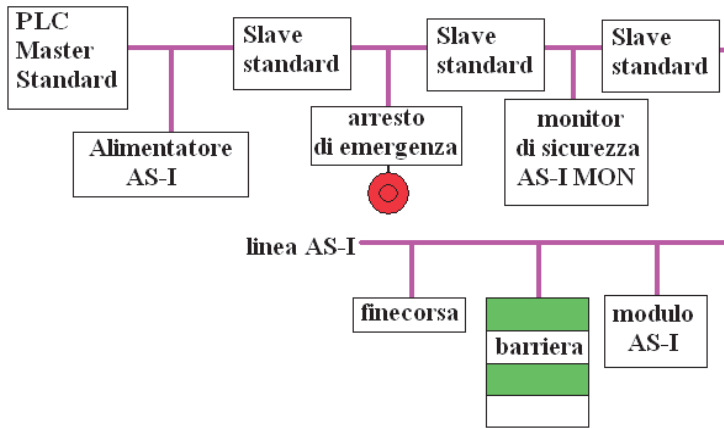 PLC
Master
Standard
Slave
standard
Slave
standard
Slave
standard
Alimentatore
AS-I
arresto
di emergenza
monitor
di sicurezza
AS-I MON
linea AS-I
finecorsa
barriera
modulo
AS-I